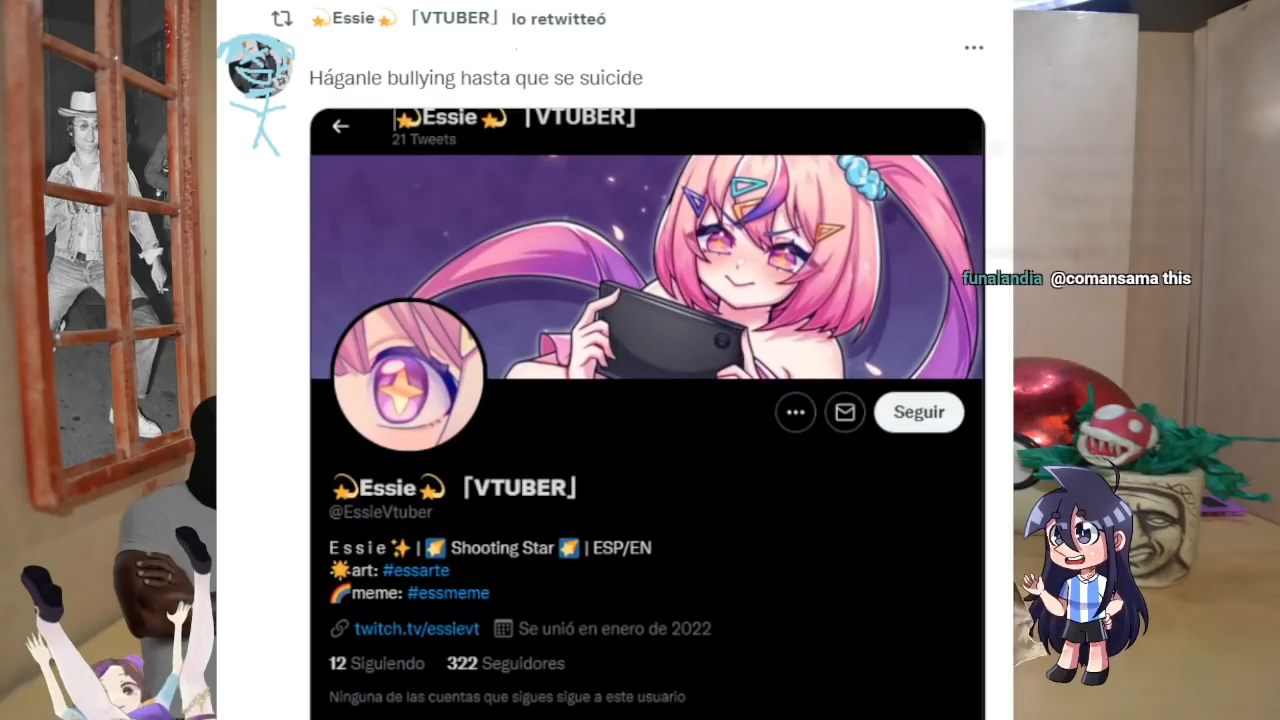 💫Essie💫 「VTUBER」 lo retwitteó
Háganle bullying hasta que se suicide
💫Essie💫 「VTUBER」
21 Tweets
funalandia @comansama this
Seguir
💫Essie💫 「VTUBER」
@EssieVtuber
E s s i e ✨ | 🌠 Shooting Star 🌠 | ESP/EN
🌟art: #essarte
🌈meme: #essmeme
twitch.tv/essievt Se unió en enero de 2022
12 Siguiendo 322 Seguidores
Ninguna de las cuentas que sigues sigue a este usuario